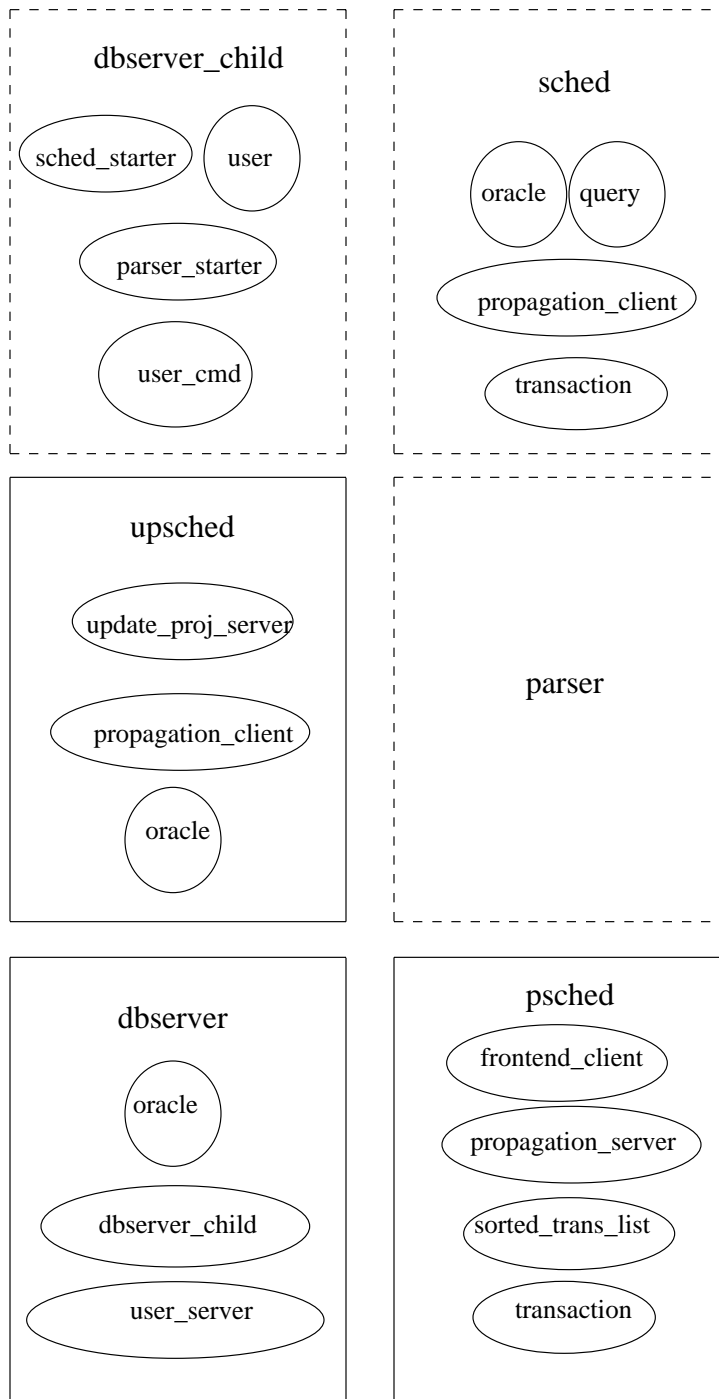 dbserver_child
sched_starter
user
parser_starter
user_cmd
sched
oracle
query
propagation_client
transaction
upsched
update_proj_server
propagation_client
oracle
parser
dbserver
oracle
dbserver_child
user_server
psched
frontend_client
propagation_server
sorted_trans_list
transaction